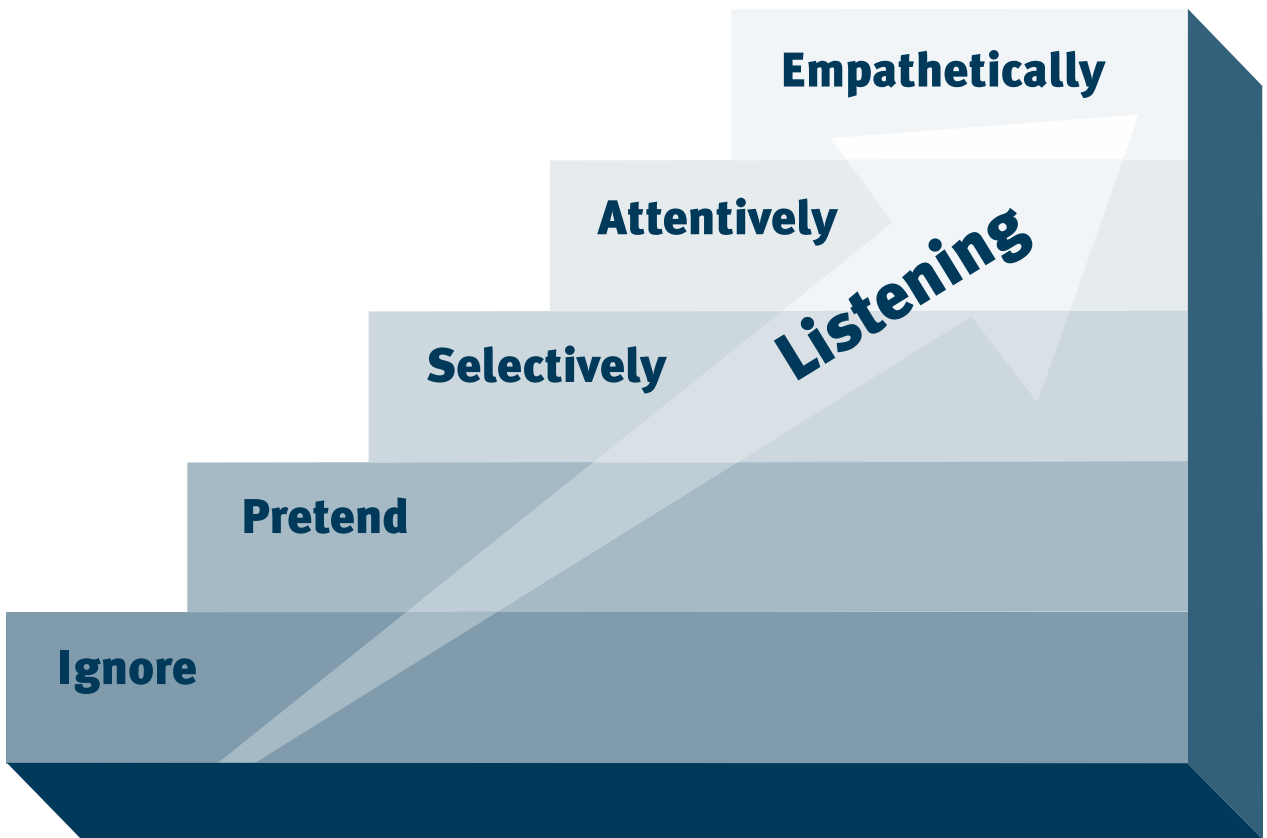 Empathetically
Attentively
Listening
Selectively
Pretend
Ignore